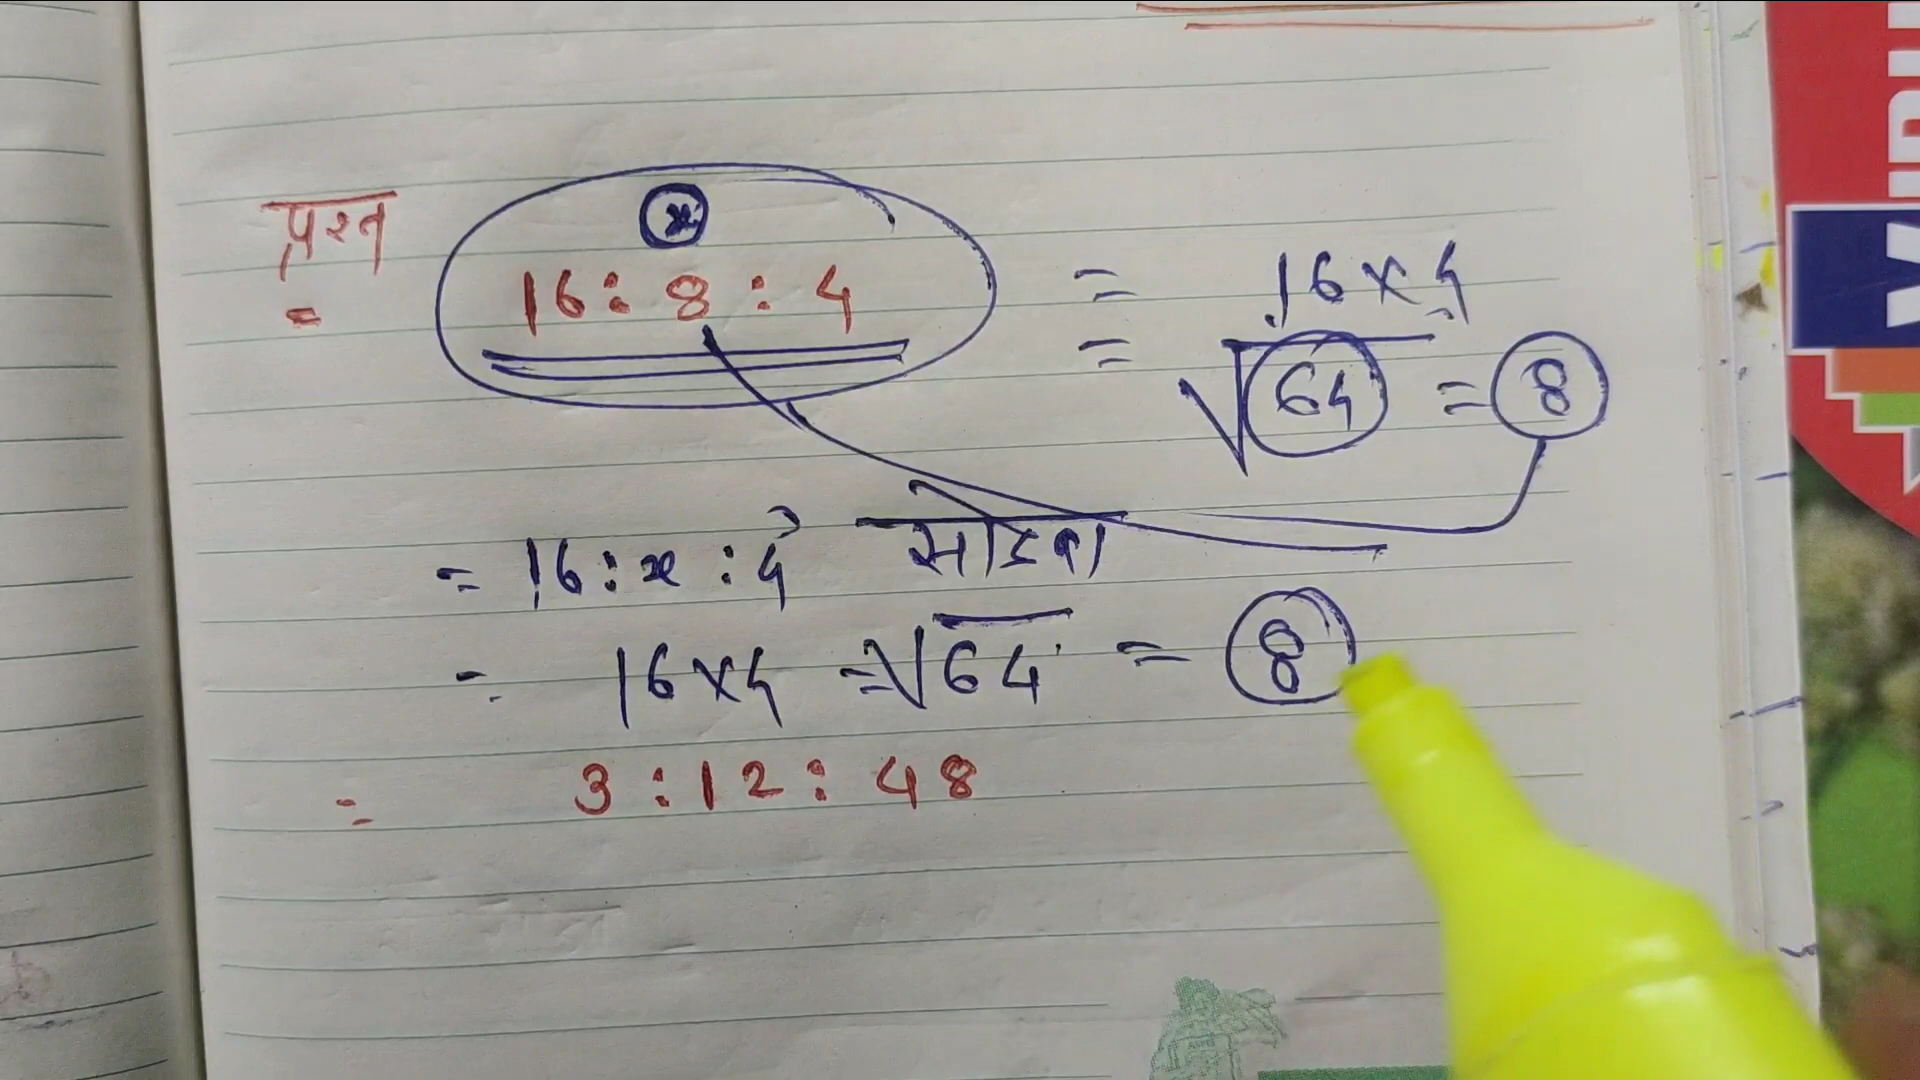 प्रश्न
=
x
16 : 8 : 4
= 16 × 4
= √64 = 8
= 16 : x : 4
= 16 × 4 = √64 = 8
= 3 : 12 : 48